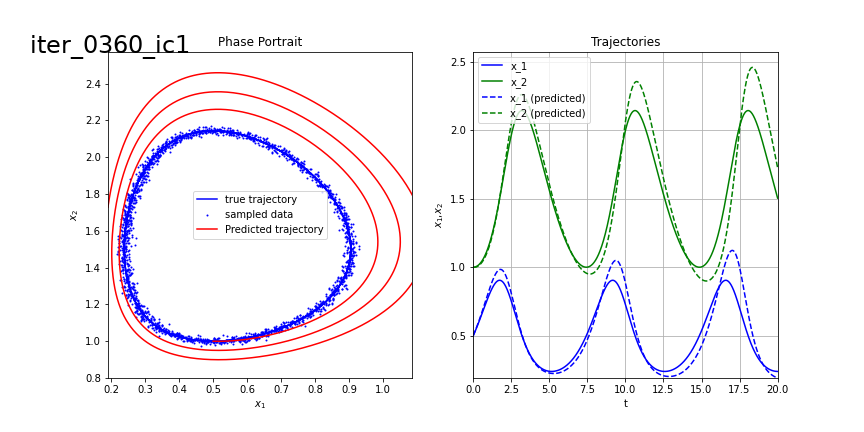 iter_0360_ic1
Phase Portrait
2.4
2.2
2.0
1.8
1.6
1.4
1.2
1.0
0.8
x_2
true trajectory
sampled data
Predicted trajectory
0.2 0.3 0.4 0.5 0.6 0.7 0.8 0.9 1.0
x_1
Trajectories
2.5
2.0
1.5
1.0
0.5
x_1,x_2
x_1
x_2
x_1 (predicted)
x_2 (predicted)
0.0 2.5 5.0 7.5 10.0 12.5 15.0 17.5 20.0
t